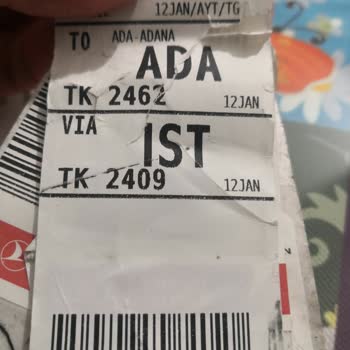 12JAN/AYT/TG
TO ADA-ADANA
ADA
TK 2462 12JAN
VIA
IST
TK 2409 12JAN